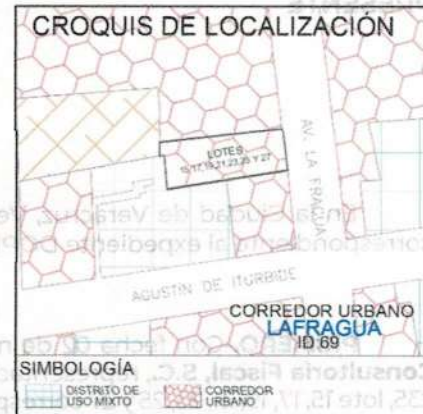 CROQUIS DE LOCALIZACIÓN
LOTES
15,17,19,21,23,25 Y 27
AV. LA FRAGUA
AGUSTÍN DE ITURBIDE
CORREDOR URBANO
LAFRAGUA
ID:69
SIMBOLOGÍA
DISTRITO DE
USO MIXTO
CORREDOR
URBANO